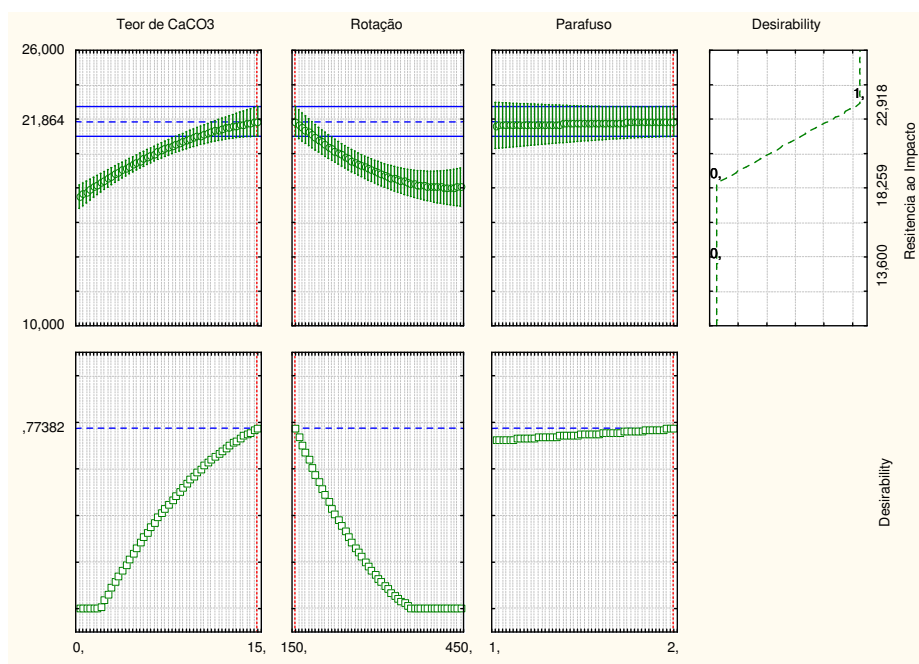 Teor de CaCO3 Rotação Parafuso Desirability
26,000
21,864
10,000
1,
0,
0,
22,918
18,259
13,600
Resitencia ao Impacto
,77382
Desirability
0, 15, 150, 450, 1, 2,